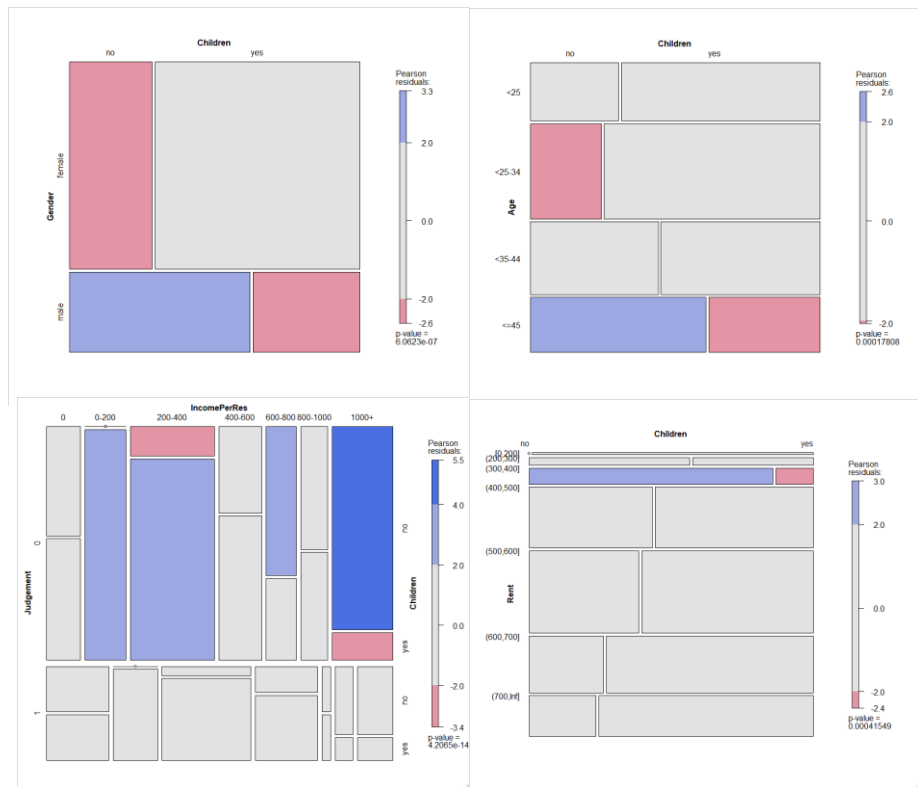 Children
no yes
Pearson
residuals:
3.3
2.0
0.0
-2.0
-2.6
p-value =
6.0623e-07
female
male
Gender
Children
no yes
Pearson
residuals:
2.6
2.0
0.0
-2.0
p-value =
0.00017808
<25
<25-34
<35-44
<=45
Age
IncomePerRes
0 0-200 200-400 400-600 600-800 800-1000 1000+
Pearson
residuals:
5.5
4.0
2.0
0.0
-2.0
-3.4
p-value =
4.2065e-14
0
1
Judgement
no
yes
no
yes
Children
Children
no yes
Pearson
residuals:
3.0
2.0
0.0
-2.0
-2.4
p-value =
0.00041549
[0,200]
(200,300]
(300,400]
(400,500]
(500,600]
(600,700]
(700,Inf]
Rent